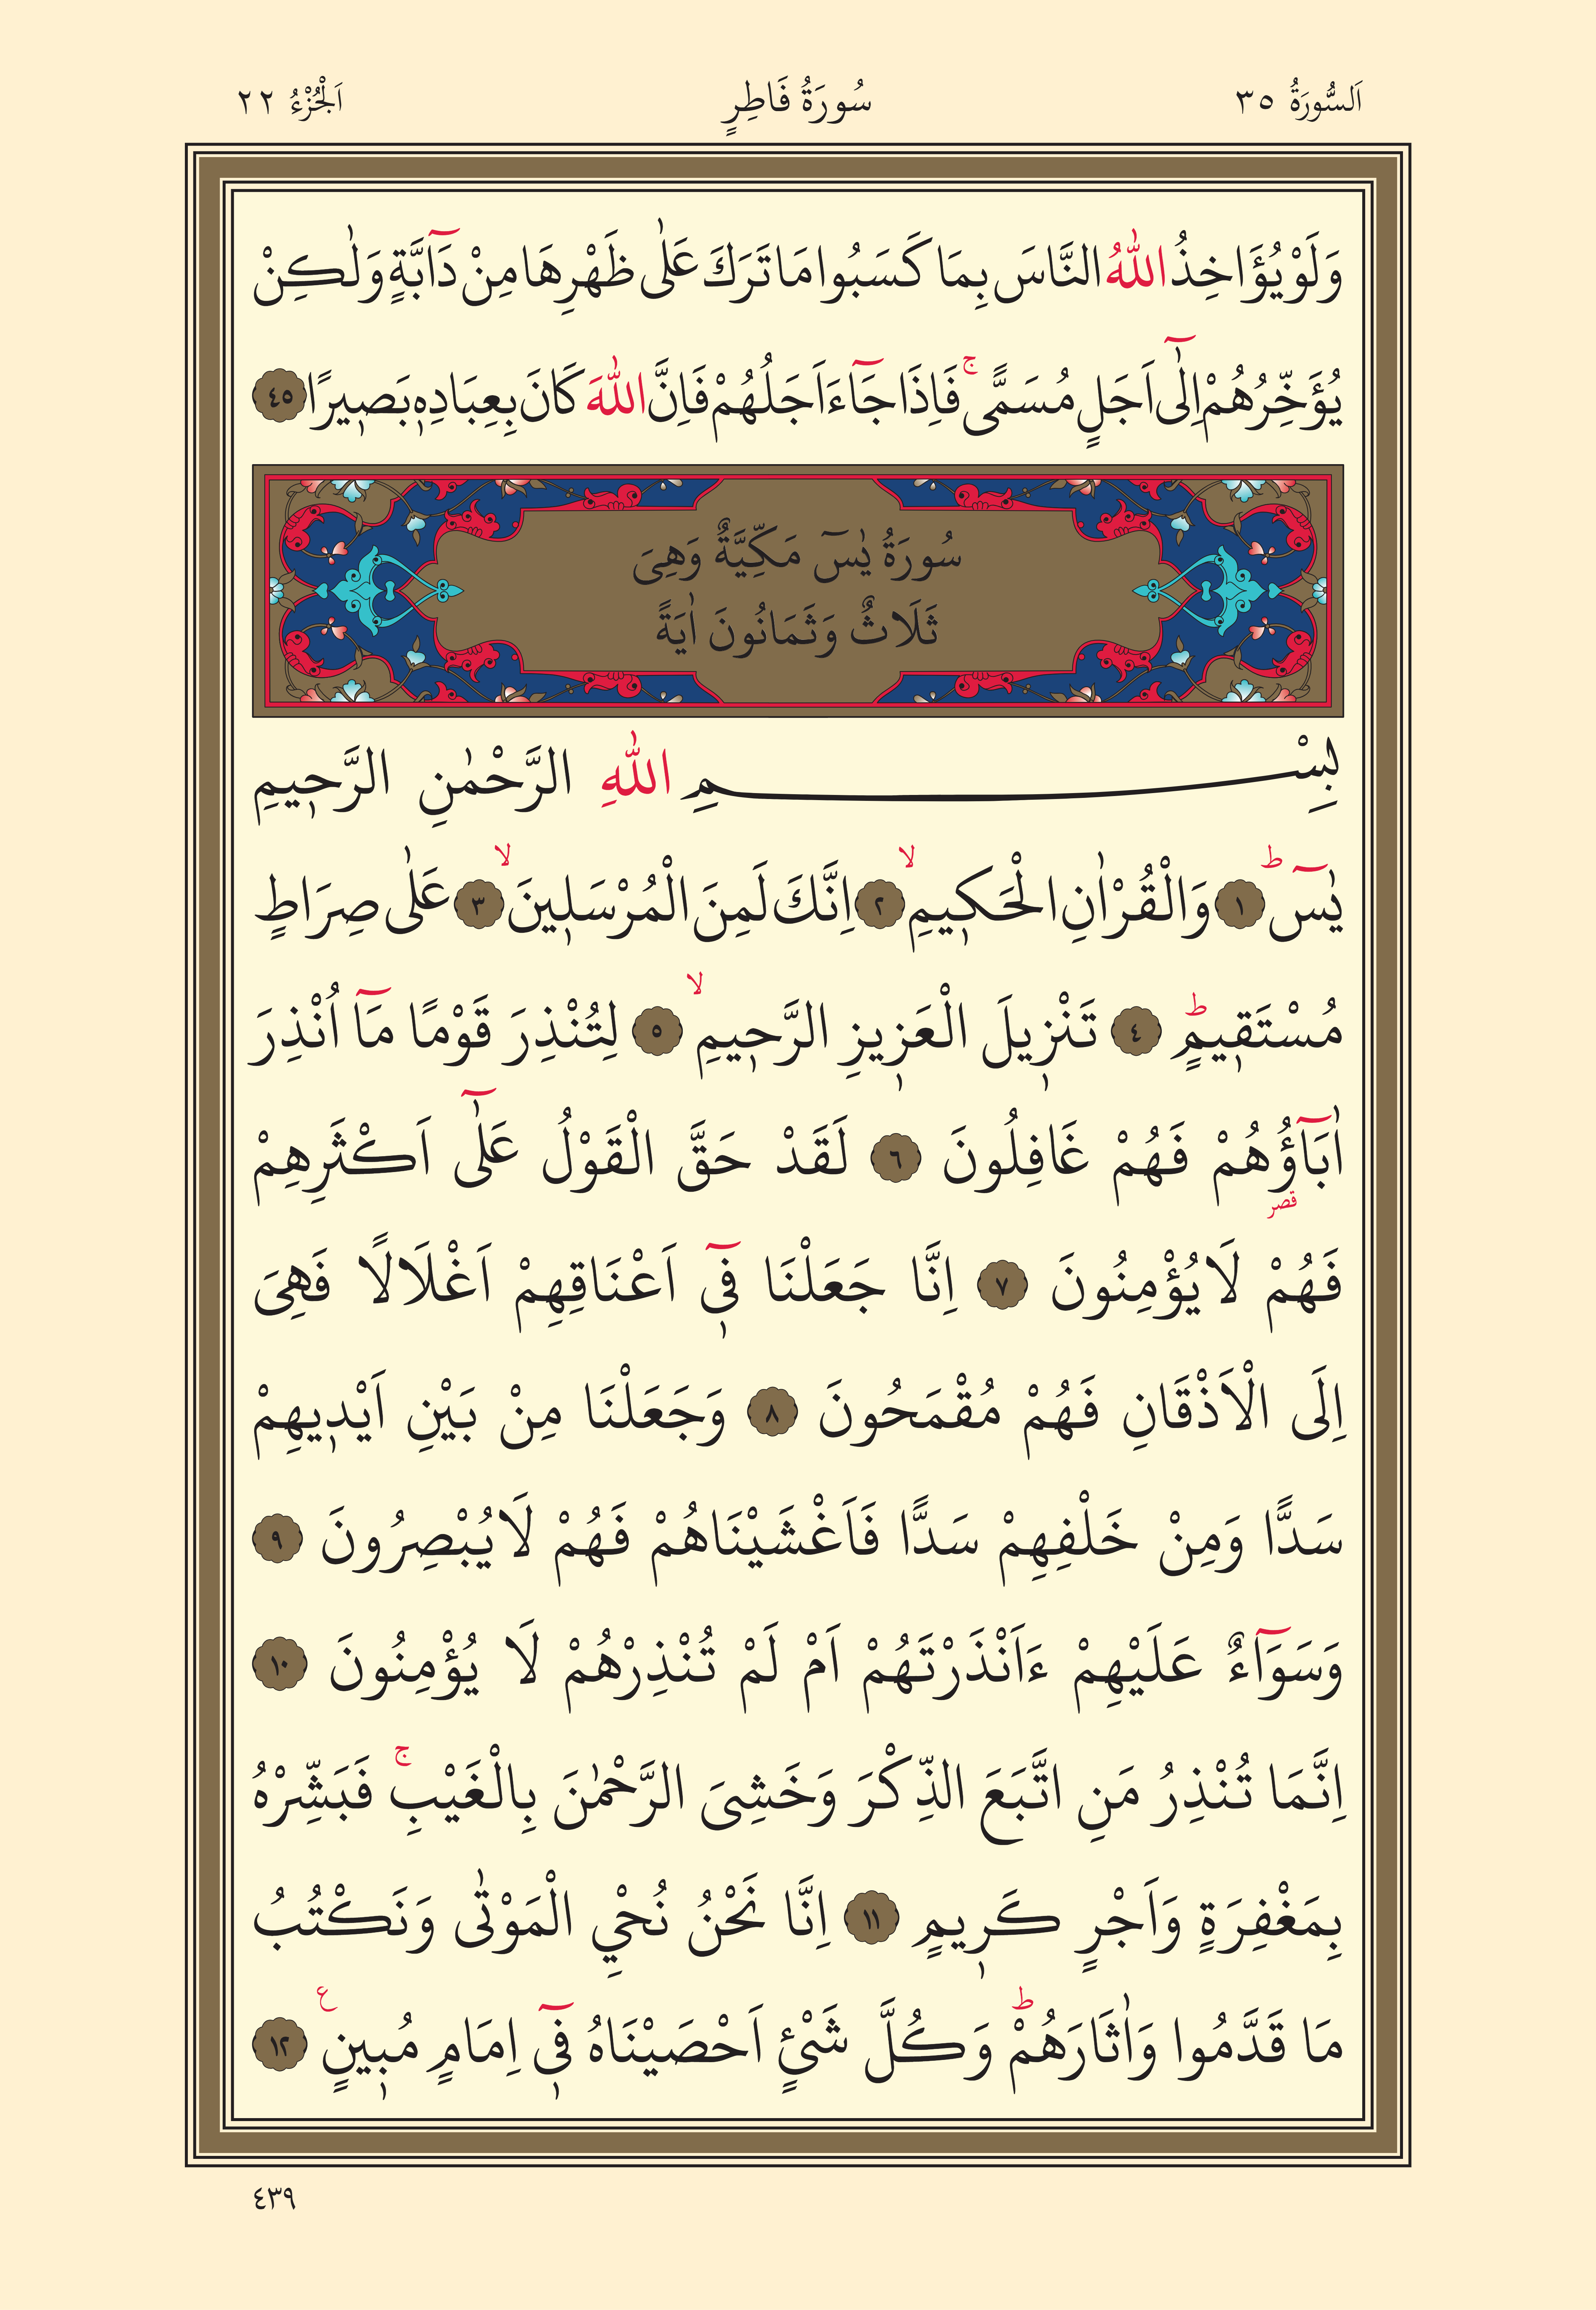 اَلسُّورَةُ ٣٥ سُورَةُ فَاطِرٍ اَلْجُزْءُ ٢٢
وَلَوْ يُؤَاخِذُ اللّٰهُ النَّاسَ بِمَا كَسَبُوا مَا تَرَكَ عَلٰى ظَهْرِهَا مِنْ دَٓابَّةٍ وَلٰكِنْ
يُؤَخِّرُهُمْ اِلٰٓى اَجَلٍ مُسَمًّىۚ فَاِذَا جَٓاءَ اَجَلُهُمْ فَاِنَّ اللّٰهَ كَانَ بِعِبَادِهٖ بَصٖيرًا ٤٥
سُورَةُ يٰسٓ مَكِّيَّةٌ وَهِىَ
ثَلَاثٌ وَثَمَانُونَ اٰيَةً
بِسْمِ اللّٰهِ الرَّحْمٰنِ الرَّحٖيمِ
يٰسٓۜ ١ وَالْقُرْاٰنِ الْحَكٖيمِۙ ٢ اِنَّكَ لَمِنَ الْمُرْسَلٖينَۙ ٣ عَلٰى صِرَاطٍ
مُسْتَقٖيمٍۜ ٤ تَنْزٖيلَ الْعَزٖيزِ الرَّحٖيمِۙ ٥ لِتُنْذِرَ قَوْمًا مَٓا اُنْذِرَ
اٰبَٓاؤُ۬هُمْ فَهُمْ غَافِلُونَ ٦ لَقَدْ حَقَّ الْقَوْلُ عَلٰٓى اَكْثَرِهِمْ
قصر
فَهُمْ لَا يُؤْمِنُونَ ٧ اِنَّا جَعَلْنَا فٖٓى اَعْنَاقِهِمْ اَغْلَالًا فَهِىَ
اِلَى الْاَذْقَانِ فَهُمْ مُقْمَحُونَ ٨ وَجَعَلْنَا مِنْ بَيْنِ اَيْدٖيهِمْ
سَدًّا وَمِنْ خَلْفِهِمْ سَدًّا فَاَغْشَيْنَاهُمْ فَهُمْ لَا يُبْصِرُونَ ٩
وَسَوَٓاءٌ عَلَيْهِمْ ءَاَنْذَرْتَهُمْ اَمْ لَمْ تُنْذِرْهُمْ لَا يُؤْمِنُونَ ١٠
اِنَّمَا تُنْذِرُ مَنِ اتَّبَعَ الذِّكْرَ وَخَشِىَ الرَّحْمٰنَ بِالْغَيْبِۚ فَبَشِّرْهُ
بِمَغْفِرَةٍ وَاَجْرٍ كَرٖيمٍ ١١ اِنَّا نَحْنُ نُحْيِ الْمَوْتٰى وَنَكْتُبُ
مَا قَدَّمُوا وَاٰثَارَهُمْۜ وَكُلَّ شَىْئٍ اَحْصَيْنَاهُ فٖٓى اِمَامٍ مُبٖينٍ ع ١٢
٤٣٩